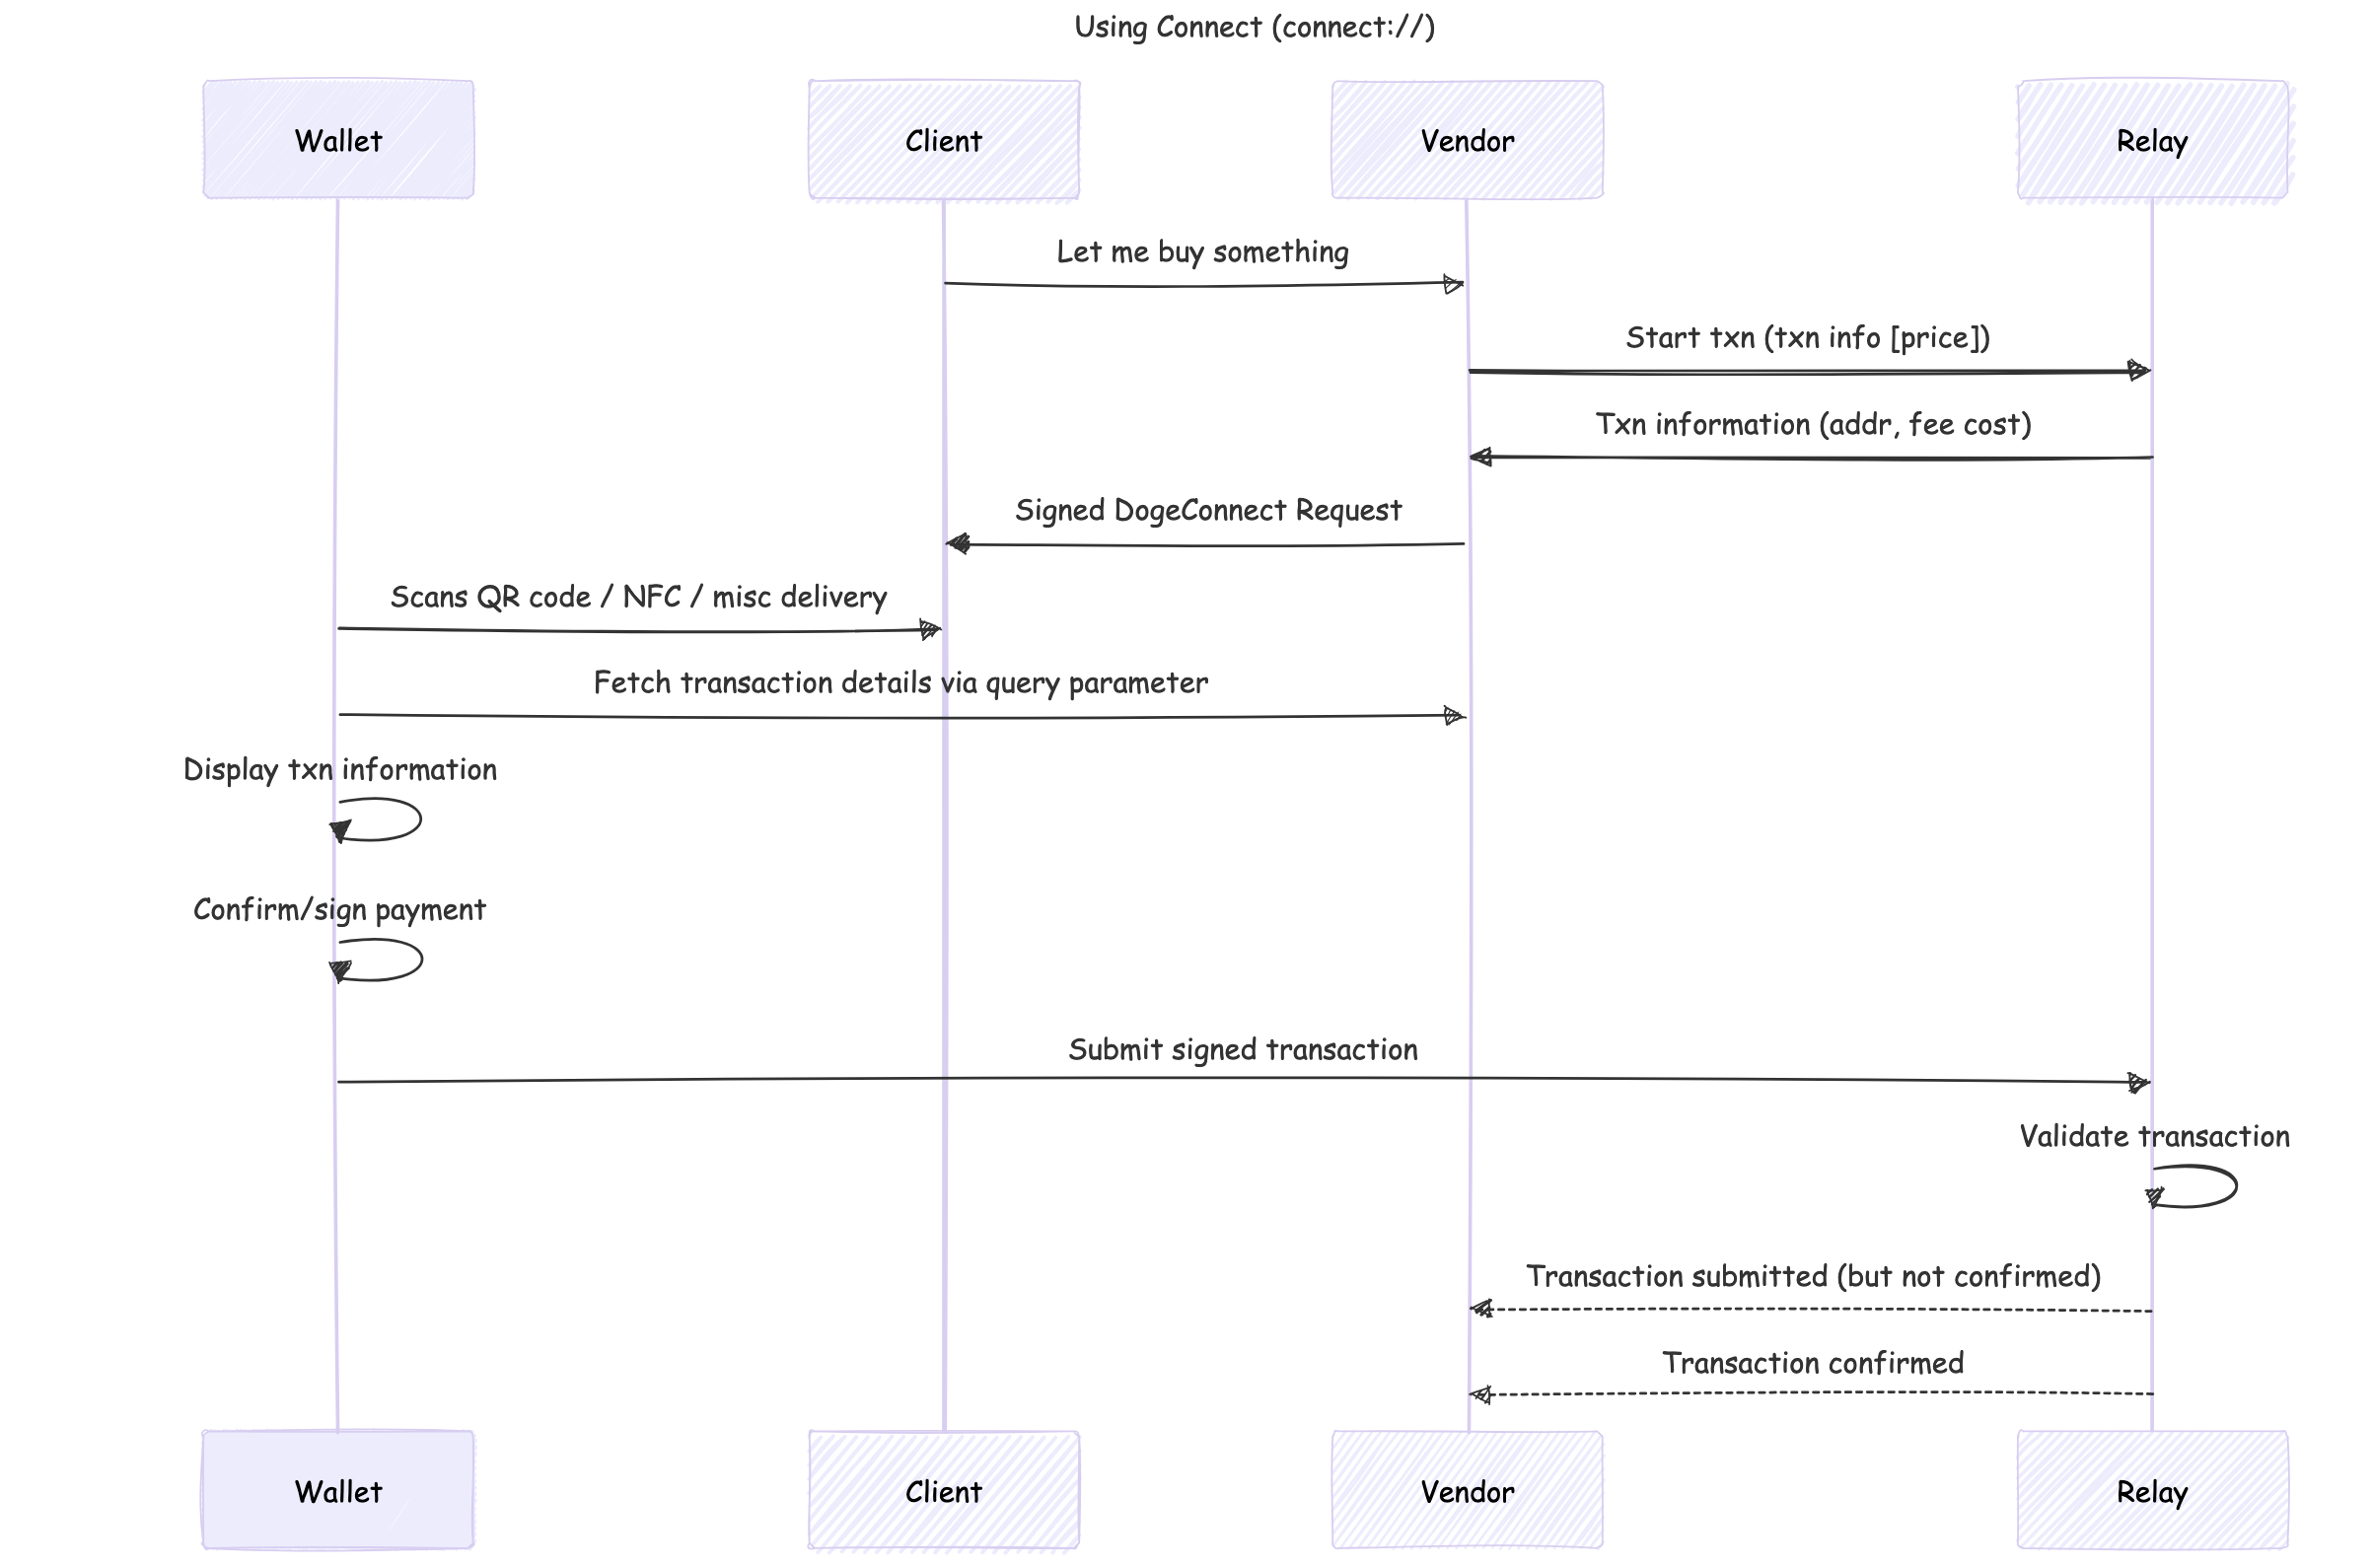 Using Connect (connect://)
Wallet
Client
Vendor
Relay
Let me buy something
Start txn (txn info [price])
Txn information (addr, fee cost)
Signed DogeConnect Request
Scans QR code / NFC / misc delivery
Fetch transaction details via query parameter
Display txn information
Confirm/sign payment
Submit signed transaction
Validate transaction
Transaction submitted (but not confirmed)
Transaction confirmed
Wallet
Client
Vendor
Relay